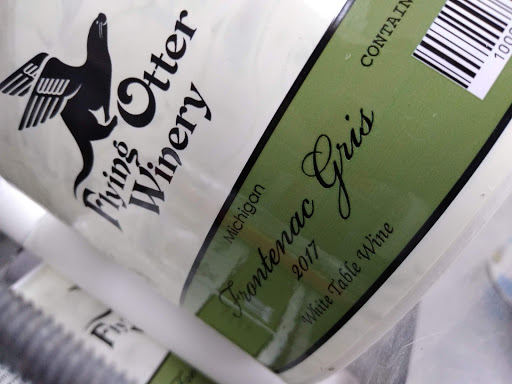 Flying
Otter
Winery
Michigan
Frontenac Gris
2017
White Table Wine
CONTAIN